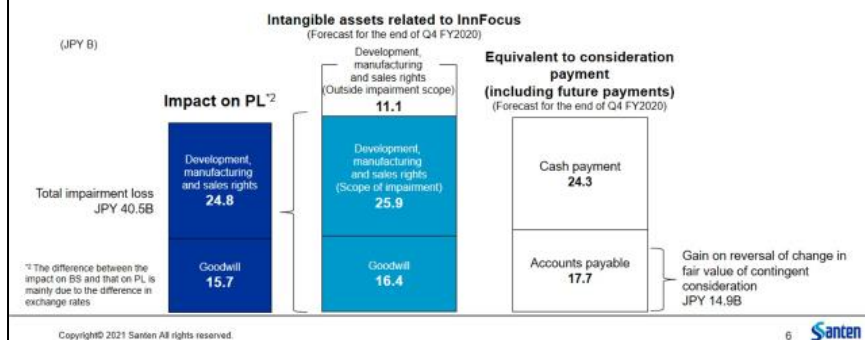 Intangible assets related to InnFocus
(Forecast for the end of Q4 FY2020)
(JPY B)
Development,
manufacturing
and sales rights
(Outside impairment scope)
11.1
Equivalent to consideration
payment
(including future payments)
(Forecast for the end of Q4 FY2020)
Impact on PL*2
Development,
manufacturing
and sales rights
24.8
Development,
manufacturing
and sales rights
(Scope of impairment)
25.9
Cash payment
24.3
Total impairment loss
JPY 40.5B
Goodwill
15.7
Goodwill
16.4
Accounts payable
17.7
Gain on reversal of change in
fair value of contingent
consideration
JPY 14.9B
*2 The difference between the
impact on BS and that on PL is
mainly due to the difference in
exchange rates
Copyright© 2021 Santen All rights reserved.
6
Santen